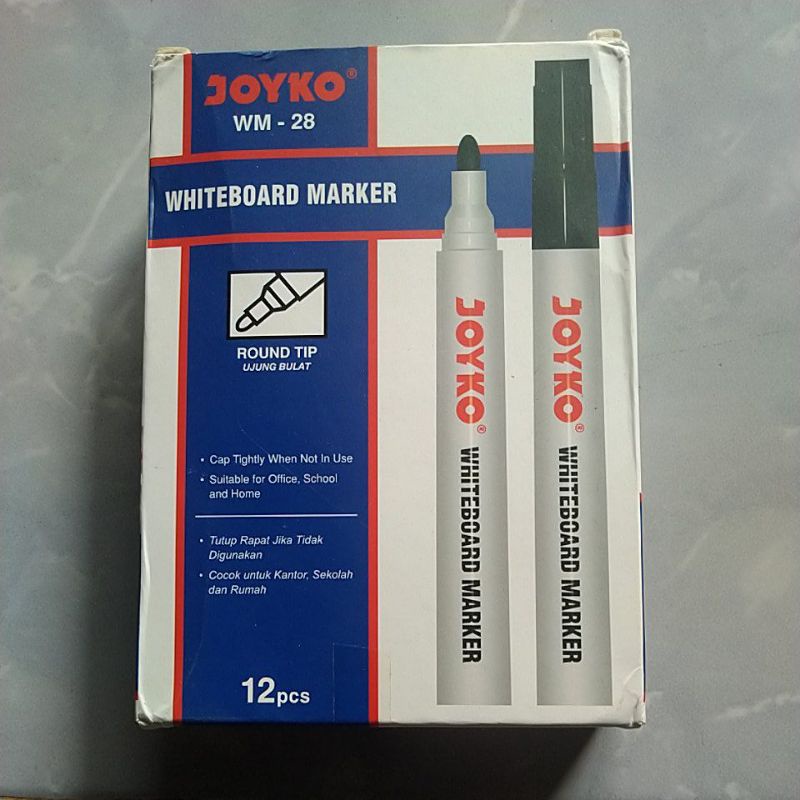 JOYKO®
WM - 28
WHITEBOARD MARKER
ROUND TIP
UJUNG BULAT
• Cap Tightly When Not In Use
• Suitable for Office, School
and Home
• Tutup Rapat Jika Tidak
Digunakan
• Cocok untuk Kantor, Sekolah
dan Rumah
12pcs
JOYKO® WHITEBOARD MARKER
JOYKO® WHITEBOARD MARKER